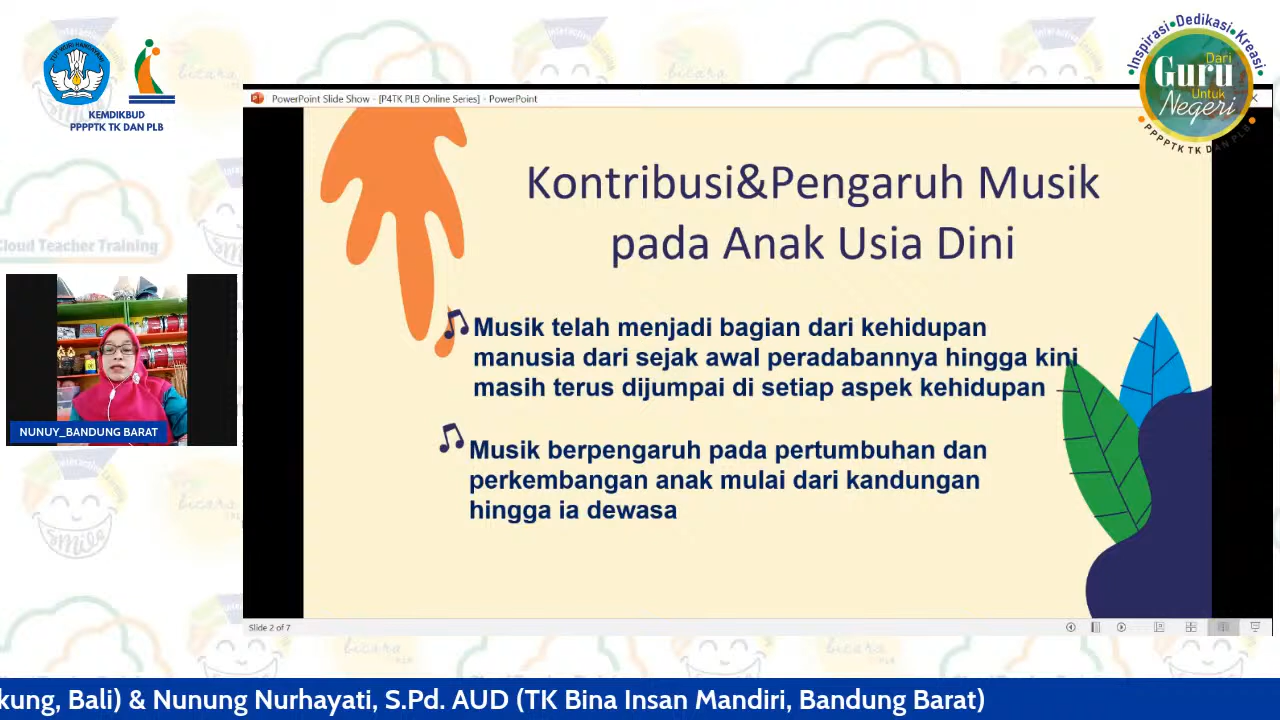 KEMDIKBUD
PPPPTK TK DAN PLB
Inspirasi•Dedikasi•Kreasi
Dari
Guru
Untuk
Negeri
PPPPTK TK DAN PLB
PowerPoint Slide Show - [P4TK PLB Online Series] - PowerPoint
Kontribusi&Pengaruh Musik
pada Anak Usia Dini
Musik telah menjadi bagian dari kehidupan
manusia dari sejak awal peradabannya hingga kini
masih terus dijumpai di setiap aspek kehidupan
Musik berpengaruh pada pertumbuhan dan
perkembangan anak mulai dari kandungan
hingga ia dewasa
Cloud Teacher Training
smile
bicara
NUNUY_BANDUNG BARAT
Slide 2 of 7
kung, Bali) & Nunung Nurhayati, S.Pd. AUD (TK Bina Insan Mandiri, Bandung Barat)